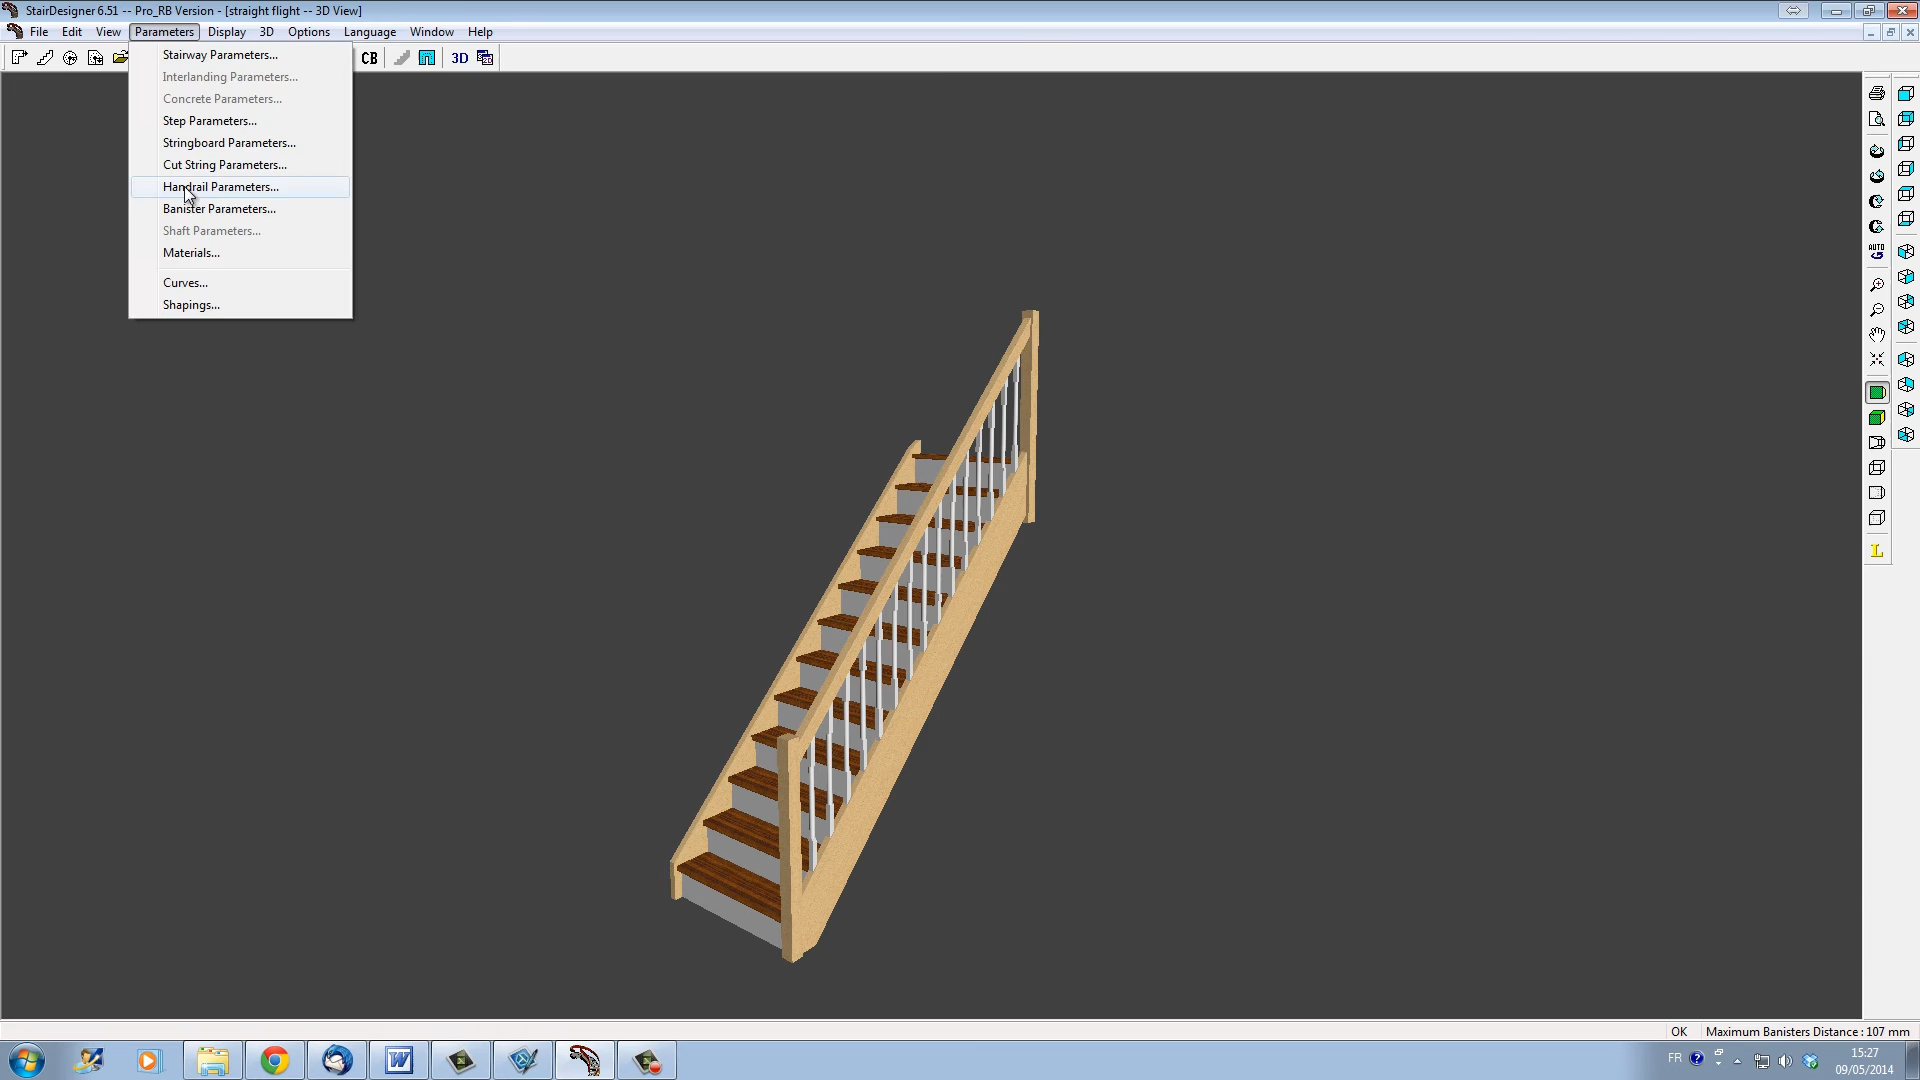 StairDesigner 6.51 -- Pro_RB Version - [straight flight -- 3D View]
File Edit View Parameters Display 3D Options Language Window Help
CB 3D
Stairway Parameters...
Interlanding Parameters...
Concrete Parameters...
Step Parameters...
Stringboard Parameters...
Cut String Parameters...
Handrail Parameters...
Banister Parameters...
Shaft Parameters...
Materials...
Curves...
Shapings...
AUTO
L
OK Maximum Banisters Distance : 107 mm
FR
15:27
09/05/2014